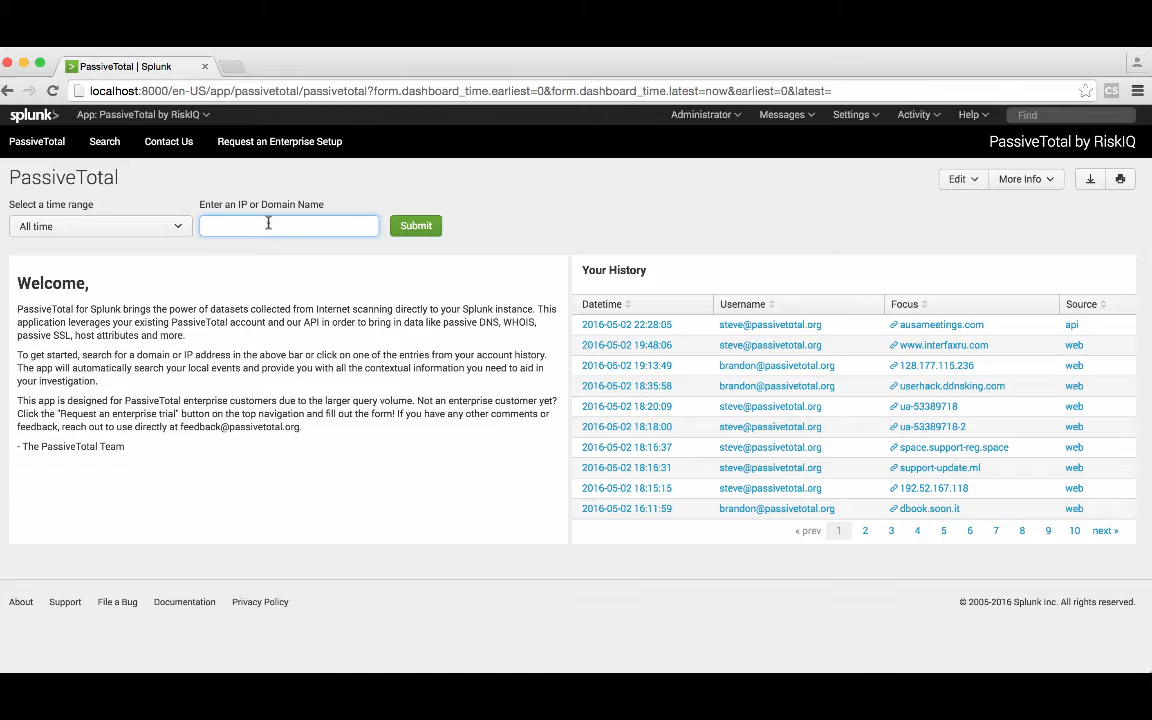 PassiveTotal | Splunk
localhost:8000/en-US/app/passivetotal/passivetotal?form.dashboard_time.earliest=0&form.dashboard_time.latest=now&earliest=0&latest=
CS
splunk> App: PassiveTotal by RiskIQ Administrator Messages Settings Activity Help Find
PassiveTotal Search Contact Us Request an Enterprise Setup PassiveTotal by RiskIQ
PassiveTotal
Edit More Info
Select a time range Enter an IP or Domain Name
All time Submit
Welcome,
PassiveTotal for Splunk brings the power of datasets collected from Internet scanning directly to your Splunk instance. This
application leverages your existing PassiveTotal account and our API in order to bring in data like passive DNS, WHOIS,
passive SSL, host attributes and more.
To get started, search for a domain or IP address in the above bar or click on one of the entries from your account history.
The app will automatically search your local events and provide you with all the contextual information you need to aid in
your investigation.
This app is designed for PassiveTotal enterprise customers due to the larger query volume. Not an enterprise customer yet?
Click the "Request an enterprise trial" button on the top navigation and fill out the form! If you have any other comments or
feedback, reach out to use directly at feedback@passivetotal.org.
- The PassiveTotal Team
Your History
Datetime Username Focus Source
2016-05-02 22:28:05 steve@passivetotal.org ausameetings.com api
2016-05-02 19:48:06 steve@passivetotal.org www.interfaxru.com web
2016-05-02 19:13:49 brandon@passivetotal.org 128.177.115.236 web
2016-05-02 18:35:58 brandon@passivetotal.org userhack.ddnsking.com web
2016-05-02 18:20:09 steve@passivetotal.org ua-53389718 web
2016-05-02 18:18:00 steve@passivetotal.org ua-53389718-2 web
2016-05-02 18:16:37 steve@passivetotal.org space.support-reg.space web
2016-05-02 18:16:31 steve@passivetotal.org support-update.ml web
2016-05-02 18:15:15 steve@passivetotal.org 192.52.167.118 web
2016-05-02 16:11:59 brandon@passivetotal.org dbook.soon.it web
« prev 1 2 3 4 5 6 7 8 9 10 next »
About Support File a Bug Documentation Privacy Policy © 2005-2016 Splunk Inc. All rights reserved.